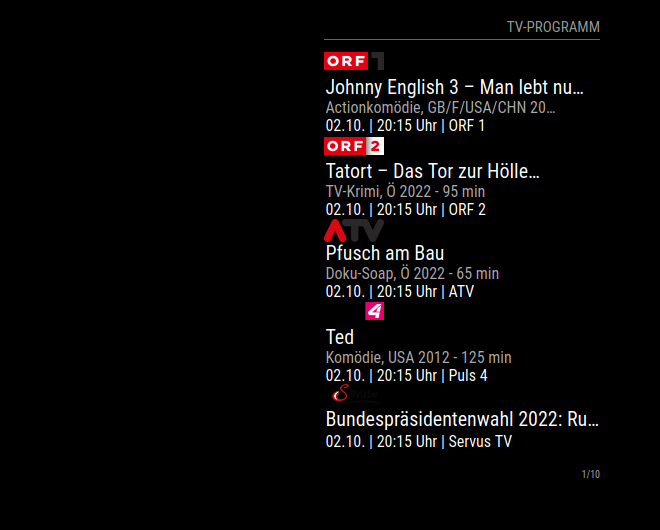 TV-PROGRAMM
ORF 1
Johnny English 3 – Man lebt nu…
Actionkomödie, GB/F/USA/CHN 20…
02.10. | 20:15 Uhr | ORF 1
ORF 2
Tatort – Das Tor zur Hölle…
TV-Krimi, Ö 2022 - 95 min
02.10. | 20:15 Uhr | ORF 2
ATV
Pfusch am Bau
Doku-Soap, Ö 2022 - 65 min
02.10. | 20:15 Uhr | ATV
4
Ted
Komödie, USA 2012 - 125 min
02.10. | 20:15 Uhr | Puls 4
Bundespräsidentenwahl 2022: Ru…
02.10. | 20:15 Uhr | Servus TV
1/10